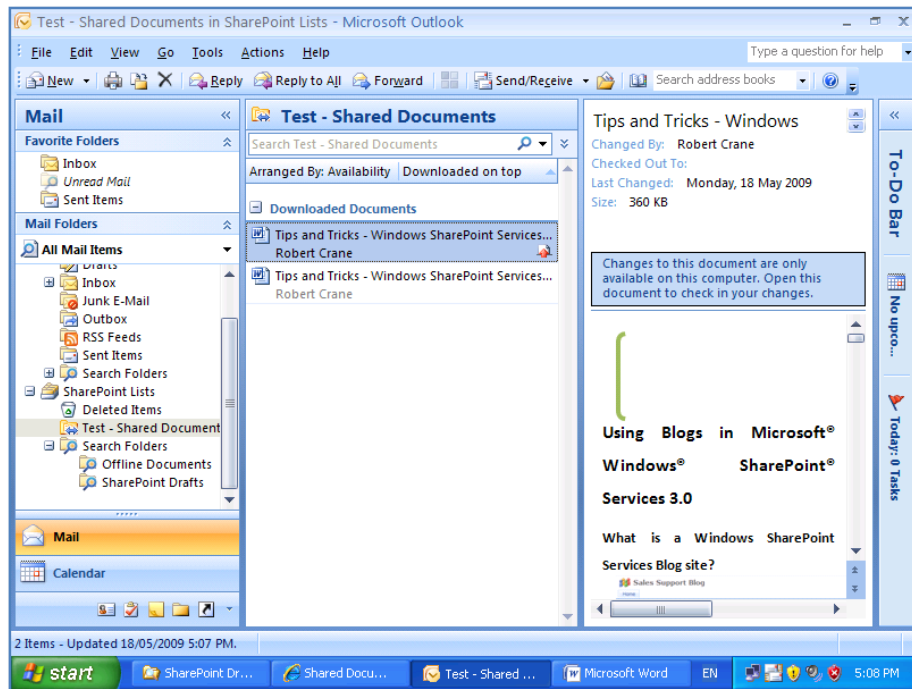 Test - Shared Documents in SharePoint Lists - Microsoft Outlook
File Edit View Go Tools Actions Help
Type a question for help
New Reply Reply to All Forward Send/Receive Search address books
Mail
Favorite Folders
Inbox
Unread Mail
Sent Items
Mail Folders
All Mail Items
Drafts
Inbox
Junk E-Mail
Outbox
RSS Feeds
Sent Items
Search Folders
SharePoint Lists
Deleted Items
Test - Shared Document
Search Folders
Offline Documents
SharePoint Drafts
Mail
Calendar
Test - Shared Documents
Search Test - Shared Documents
Arranged By: Availability Downloaded on top
Downloaded Documents
Tips and Tricks - Windows SharePoint Services...
Robert Crane
Tips and Tricks - Windows SharePoint Services...
Robert Crane
Tips and Tricks - Windows
Changed By: Robert Crane
Checked Out To:
Last Changed: Monday, 18 May 2009
Size: 360 KB
Changes to this document are only
available on this computer. Open this
document to check in your changes.
Using Blogs in Microsoft®
Windows® SharePoint®
Services 3.0
What is a Windows SharePoint
Services Blog site?
Sales Support Blog
Home
To-Do Bar
No upco...
Today: 0 Tasks
2 Items - Updated 18/05/2009 5:07 PM.
start SharePoint Dr... Shared Docu... Test - Shared ... Microsoft Word EN 5:08 PM